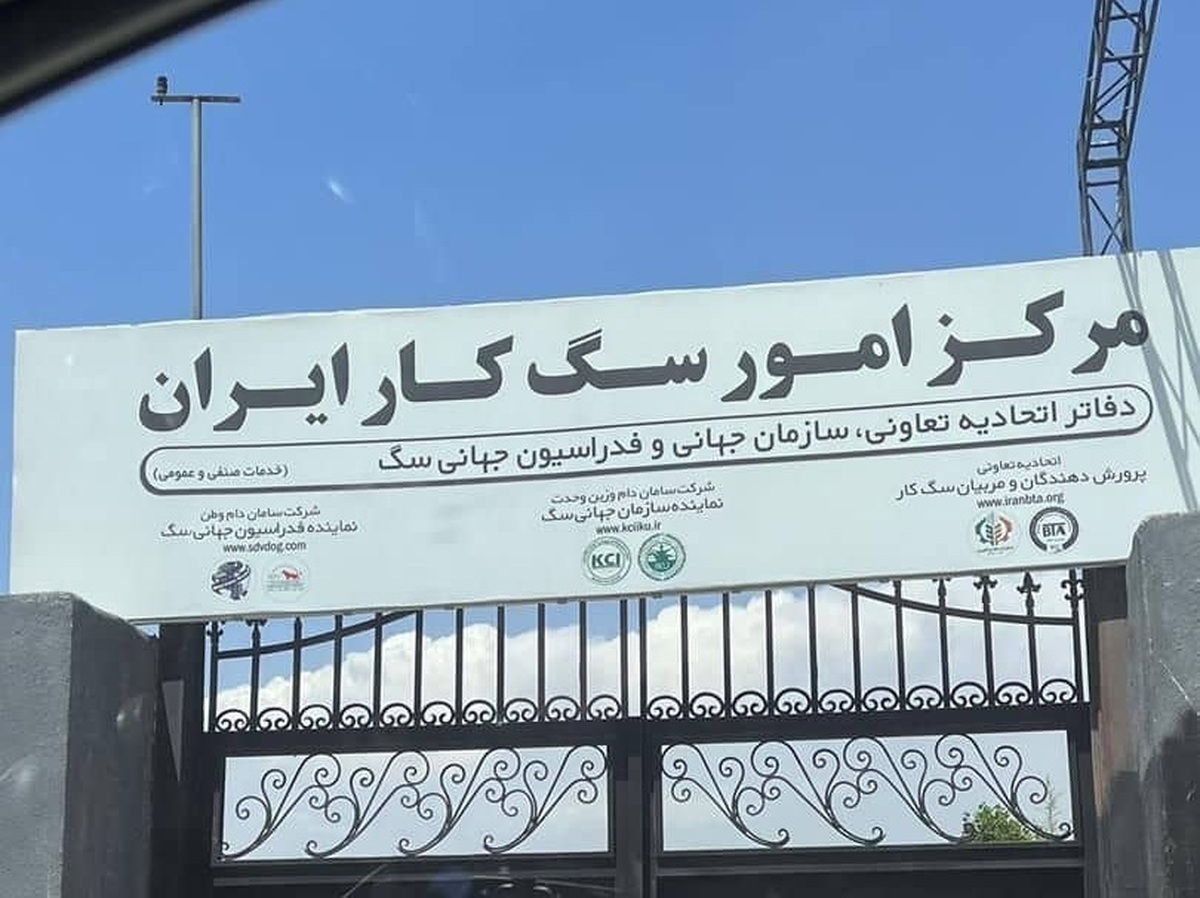 مرکز امور سگ کار ایران
دفاتر اتحادیه تعاونی، سازمان جهانی و فدراسیون جهانی سگ (خدمات صنفی و عمومی)
اتحادیه تعاونی
پرورش دهندگان و مربیان سگ کار
www.iranbta.org
BTA
شرکت سامان دام وزین وحدت
نماینده سازمان جهانی سگ
www.kciiku.ir
KCI
IKU
شرکت سامان دام وطن
نماینده فدراسیون جهانی سگ
www.sdvdog.com